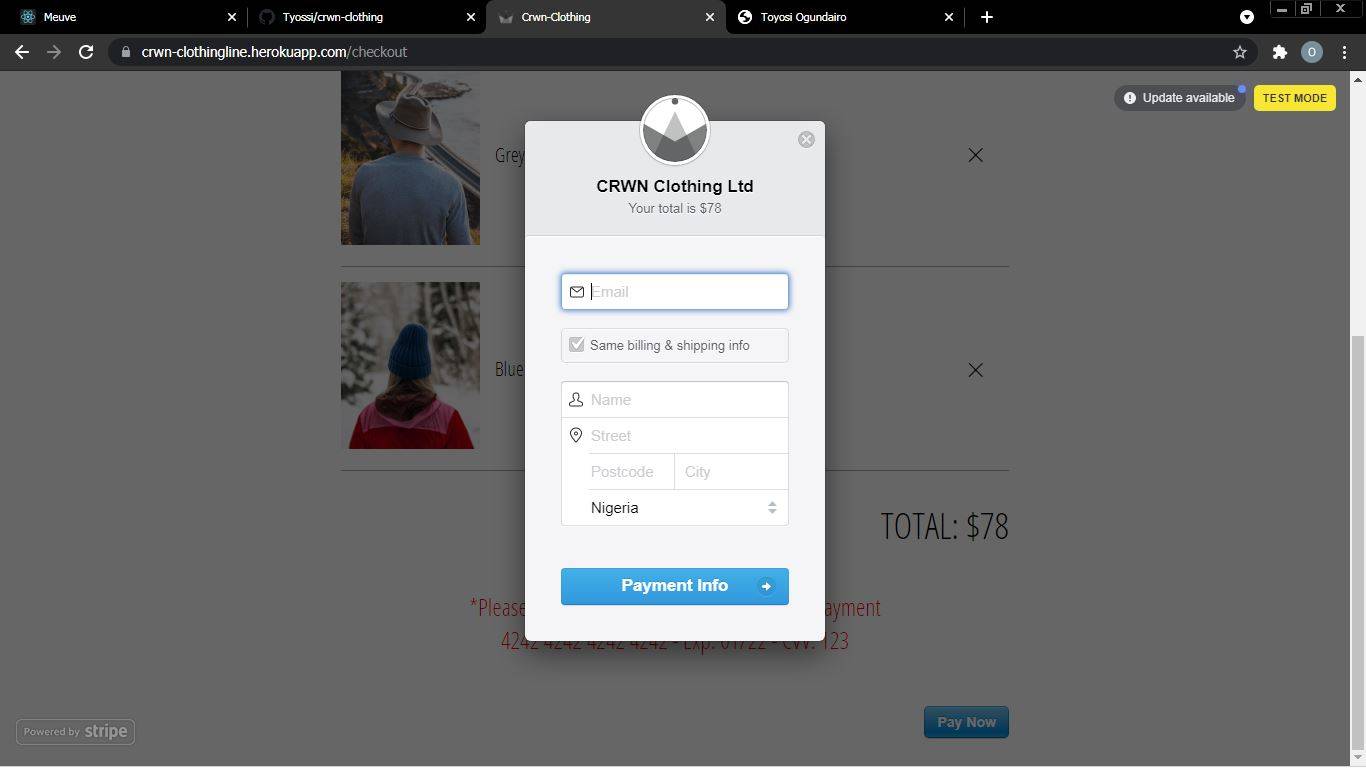 Meuve
Tyossi/crwn-clothing
Crwn-Clothing
Toyosi Ogundairo
crwn-clothingline.herokuapp.com/checkout
O
Update available
TEST MODE
Grey
CRWN Clothing Ltd
Your total is $78
Email
Same billing & shipping info
Blue
Name
Street
Postcode City
Nigeria
TOTAL: $78
Payment Info
*Please
4242 4242 4242 4242 - Exp: 01/22 - CVV: 123
Pay Now
Powered by stripe